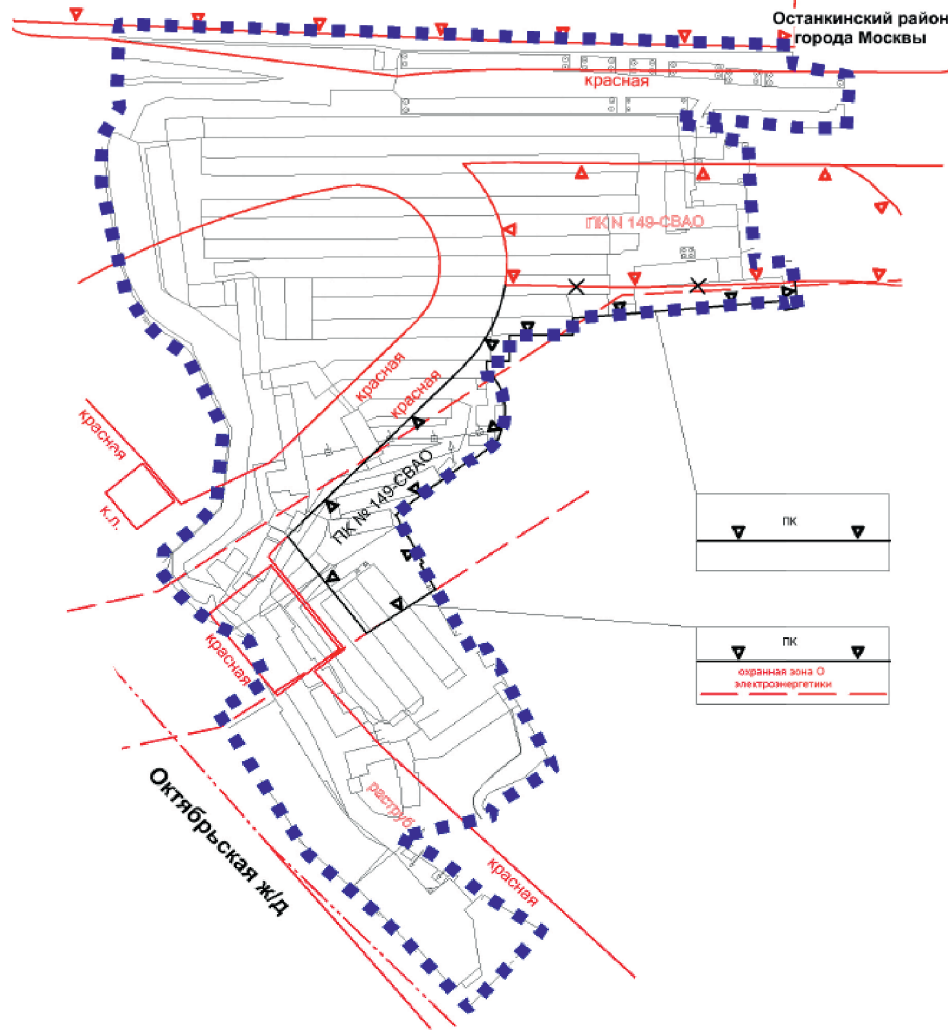 Останкинский район
города Москвы
красная
ПК N 149-СВАО
красная
красная
красная
к.л.
ПК № 149-СВАО
ПК
красная
ПК
охранная зона О
электроэнергетики
Октябрьская ж/д
раструб.
красная